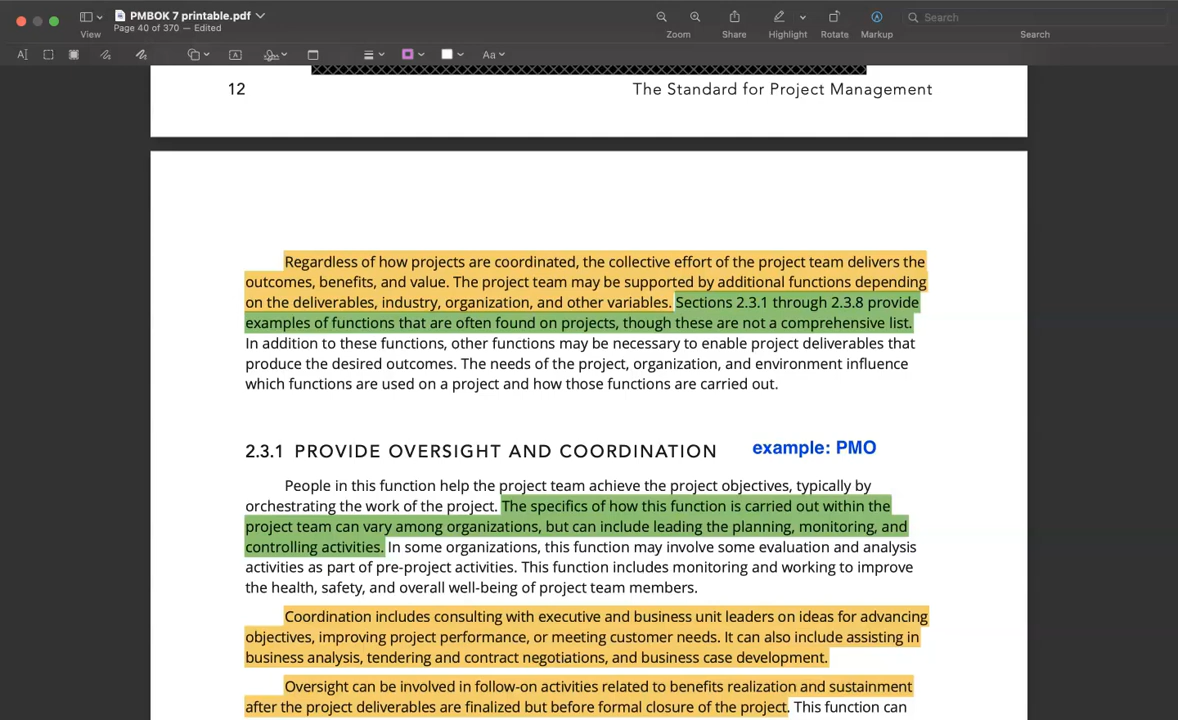 PMBOK 7 printable.pdf
Page 40 of 370 – Edited
View
Zoom
Share
Highlight
Rotate
Markup
Search
Search
AI
A
Aa
12
The Standard for Project Management
Regardless of how projects are coordinated, the collective effort of the project team delivers the
outcomes, benefits, and value. The project team may be supported by additional functions depending
on the deliverables, industry, organization, and other variables. Sections 2.3.1 through 2.3.8 provide
examples of functions that are often found on projects, though these are not a comprehensive list.
In addition to these functions, other functions may be necessary to enable project deliverables that
produce the desired outcomes. The needs of the project, organization, and environment influence
which functions are used on a project and how those functions are carried out.
2.3.1 PROVIDE OVERSIGHT AND COORDINATION
example: PMO
People in this function help the project team achieve the project objectives, typically by
orchestrating the work of the project. The specifics of how this function is carried out within the
project team can vary among organizations, but can include leading the planning, monitoring, and
controlling activities. In some organizations, this function may involve some evaluation and analysis
activities as part of pre-project activities. This function includes monitoring and working to improve
the health, safety, and overall well-being of project team members.
Coordination includes consulting with executive and business unit leaders on ideas for advancing
objectives, improving project performance, or meeting customer needs. It can also include assisting in
business analysis, tendering and contract negotiations, and business case development.
Oversight can be involved in follow-on activities related to benefits realization and sustainment
after the project deliverables are finalized but before formal closure of the project. This function can